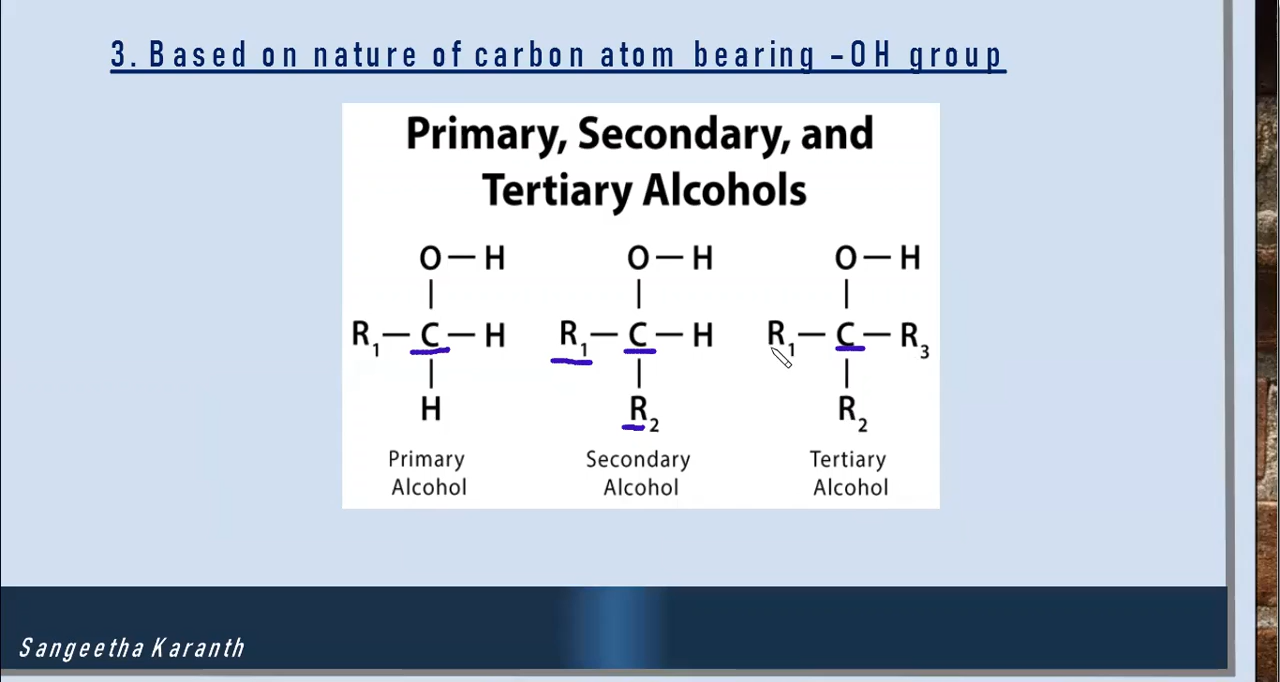 3. Based on nature of carbon atom bearing –OH group
Primary, Secondary, and
Tertiary Alcohols
O — H O — H O — H
R1 — C — H R1 — C — H R1 — C — R3
H R2 R2
Primary Secondary Tertiary
Alcohol Alcohol Alcohol
Sangeetha Karanth